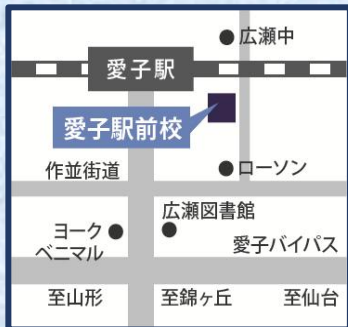 広瀬中
愛子駅
愛子駅前校
作並街道
ローソン
広瀬図書館
ヨーク
ベニマル
愛子バイパス
至山形
至錦ヶ丘
至仙台